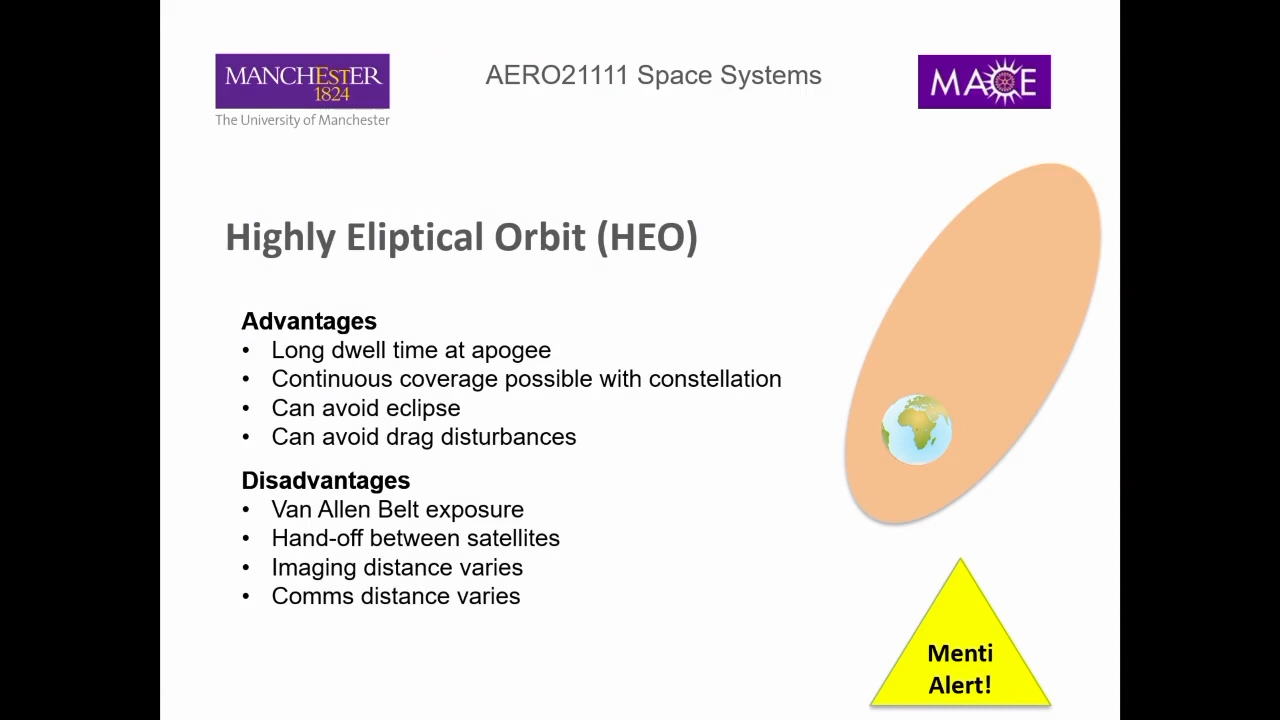 MANCHESTER
1824
The University of Manchester
AERO21111 Space Systems
MACE
Highly Eliptical Orbit (HEO)
Advantages
• Long dwell time at apogee
• Continuous coverage possible with constellation
• Can avoid eclipse
• Can avoid drag disturbances
Disadvantages
• Van Allen Belt exposure
• Hand-off between satellites
• Imaging distance varies
• Comms distance varies
Menti
Alert!